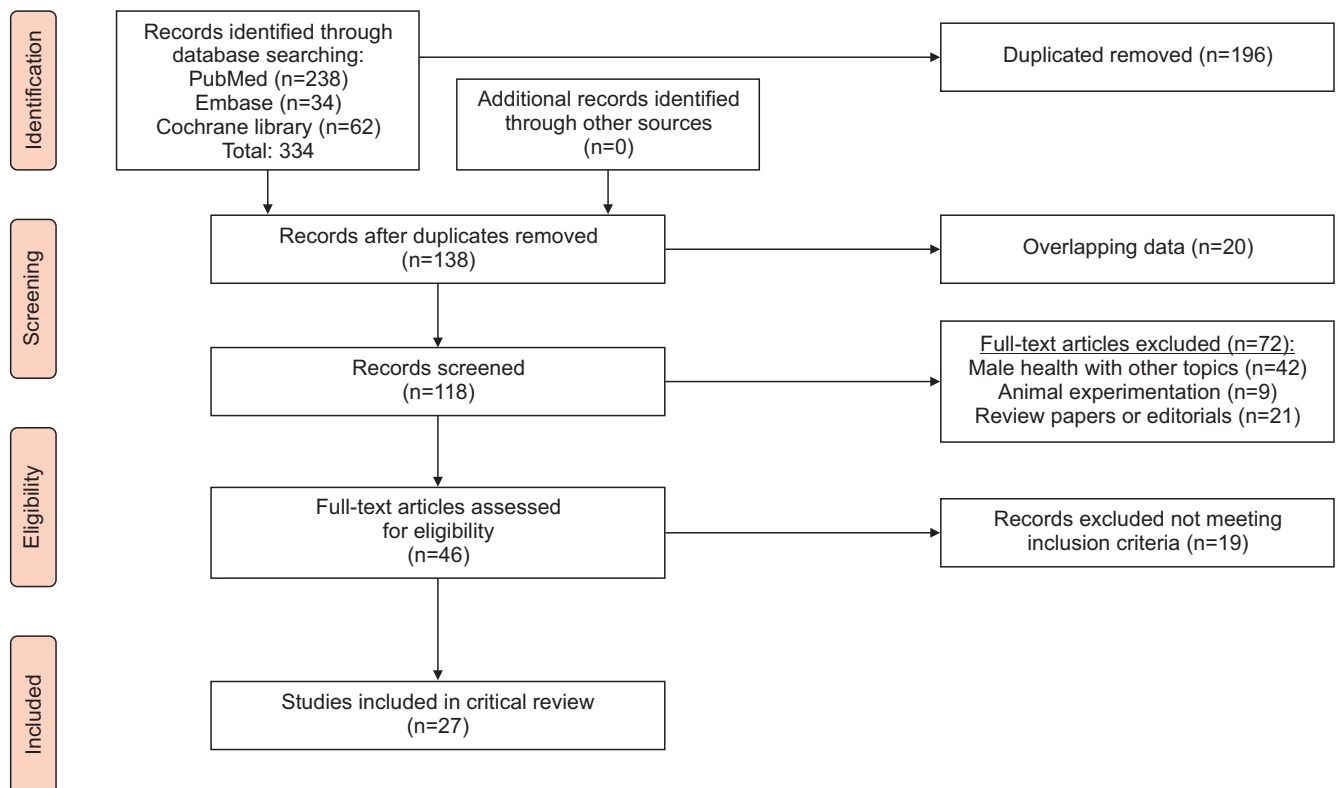 Identification
Records identified through
database searching:
PubMed (n=238)
Embase (n=34)
Cochrane library (n=62)
Total: 334
Additional records identified
through other sources
(n=0)
Duplicated removed (n=196)
Screening
Records after duplicates removed
(n=138)
Overlapping data (n=20)
Records screened
(n=118)
Full-text articles excluded (n=72):
Male health with other topics (n=42)
Animal experimentation (n=9)
Review papers or editorials (n=21)
Eligibility
Full-text articles assessed
for eligibility
(n=46)
Records excluded not meeting
inclusion criteria (n=19)
Included
Studies included in critical review
(n=27)